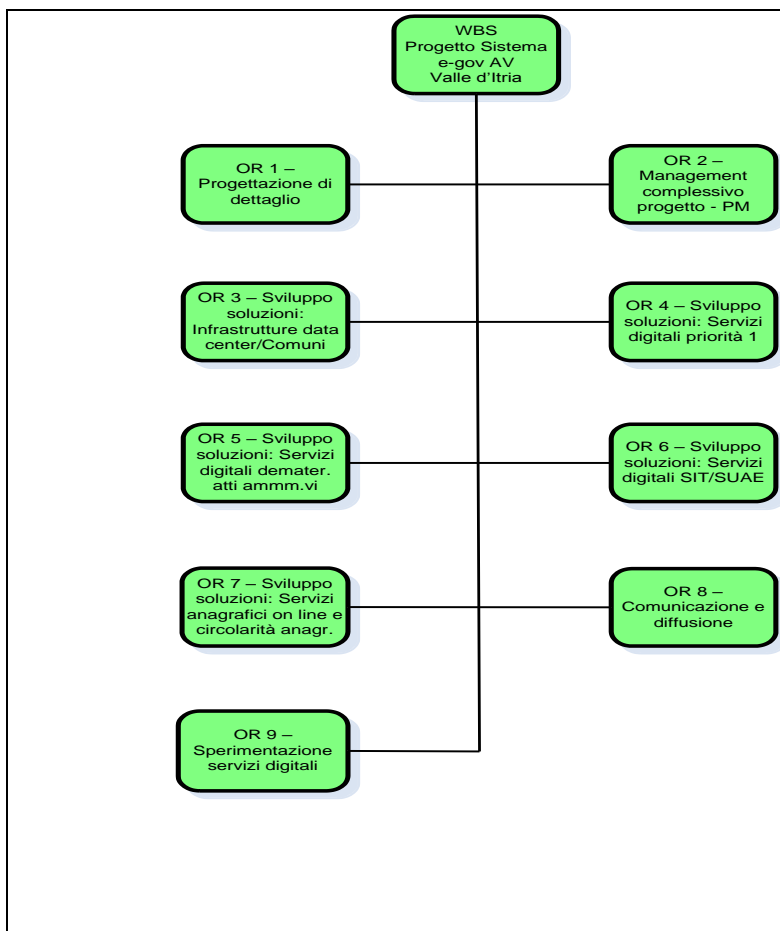 WBS
Progetto Sistema
e-gov AV
Valle d'Itria
OR 1 –
Progettazione di
dettaglio
OR 2 –
Management
complessivo
progetto - PM
OR 3 – Sviluppo
soluzioni:
Infrastrutture data
center/Comuni
OR 4 – Sviluppo
soluzioni: Servizi
digitali priorità 1
OR 5 – Sviluppo
soluzioni: Servizi
digitali demater.
atti ammm.vi
OR 6 – Sviluppo
soluzioni: Servizi
digitali SIT/SUAE
OR 7 – Sviluppo
soluzioni: Servizi
anagrafici on line e
circolarità anagr.
OR 8 –
Comunicazione e
diffusione
OR 9 –
Sperimentazione
servizi digitali